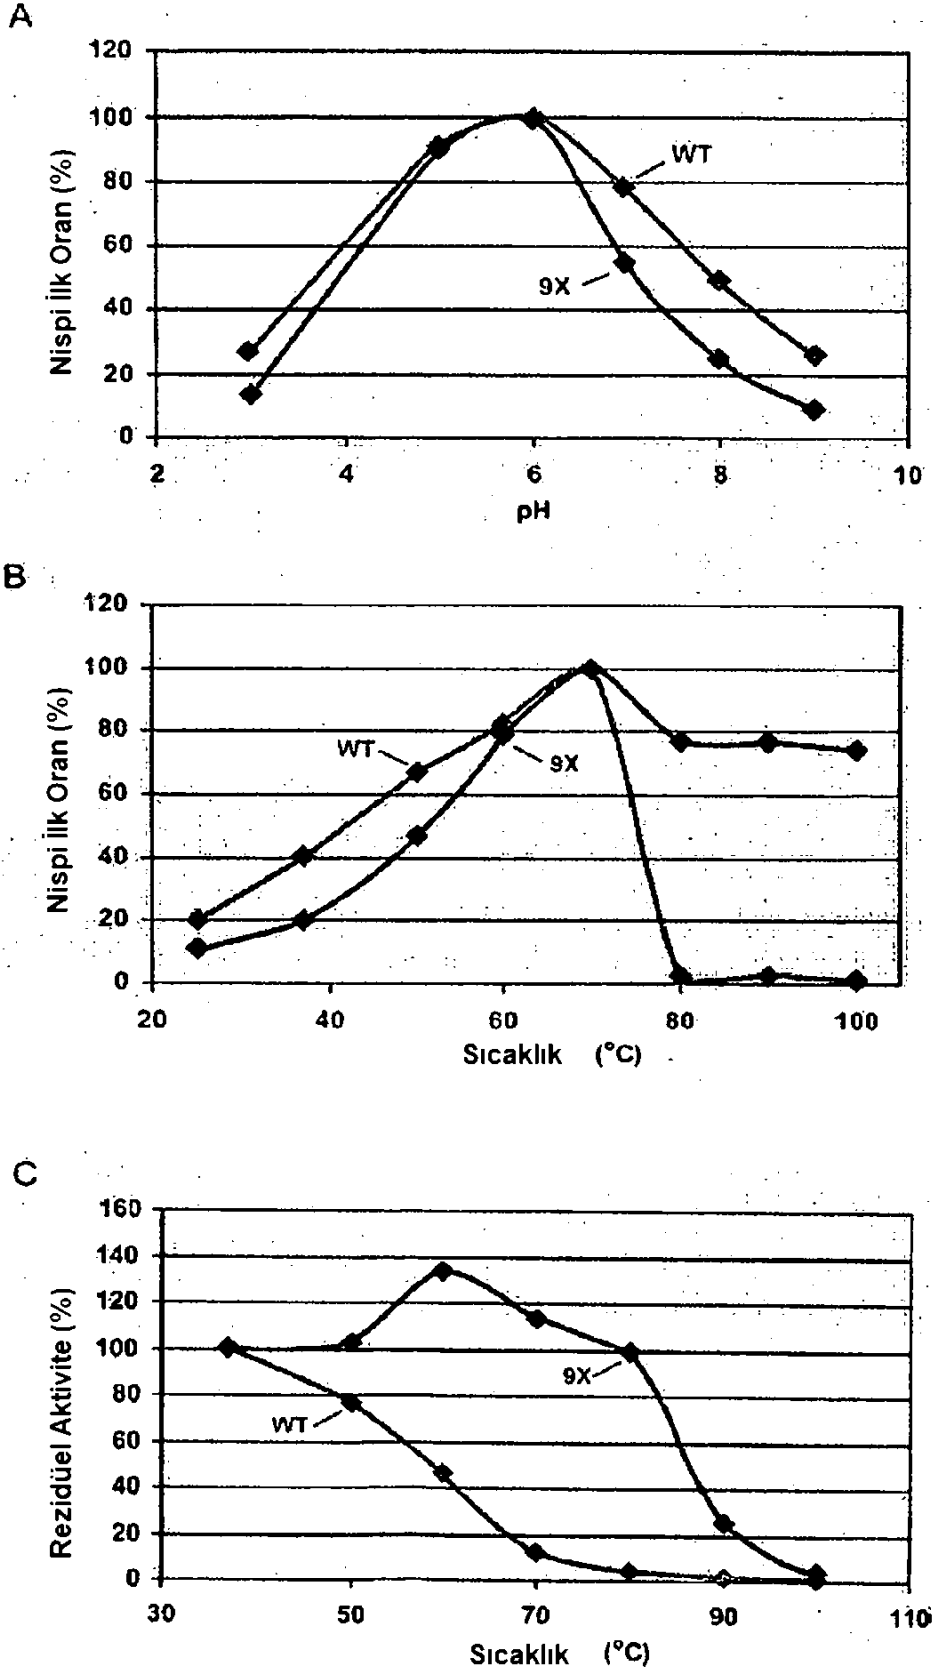 A
120
100
80
60
40
20
0
Nispi İlk Oran (%)
WT
9X
2 4 6 8 10
pH
B
120
100
80
60
40
20
0
Nispi İlk Oran (%)
WT
9X
20 40 60 80 100
Sıcaklık (°C)
C
160
140
120
100
80
60
40
20
0
Rezidüel Aktivite (%)
9X
WT
30 50 70 90 110
Sıcaklık (°C)